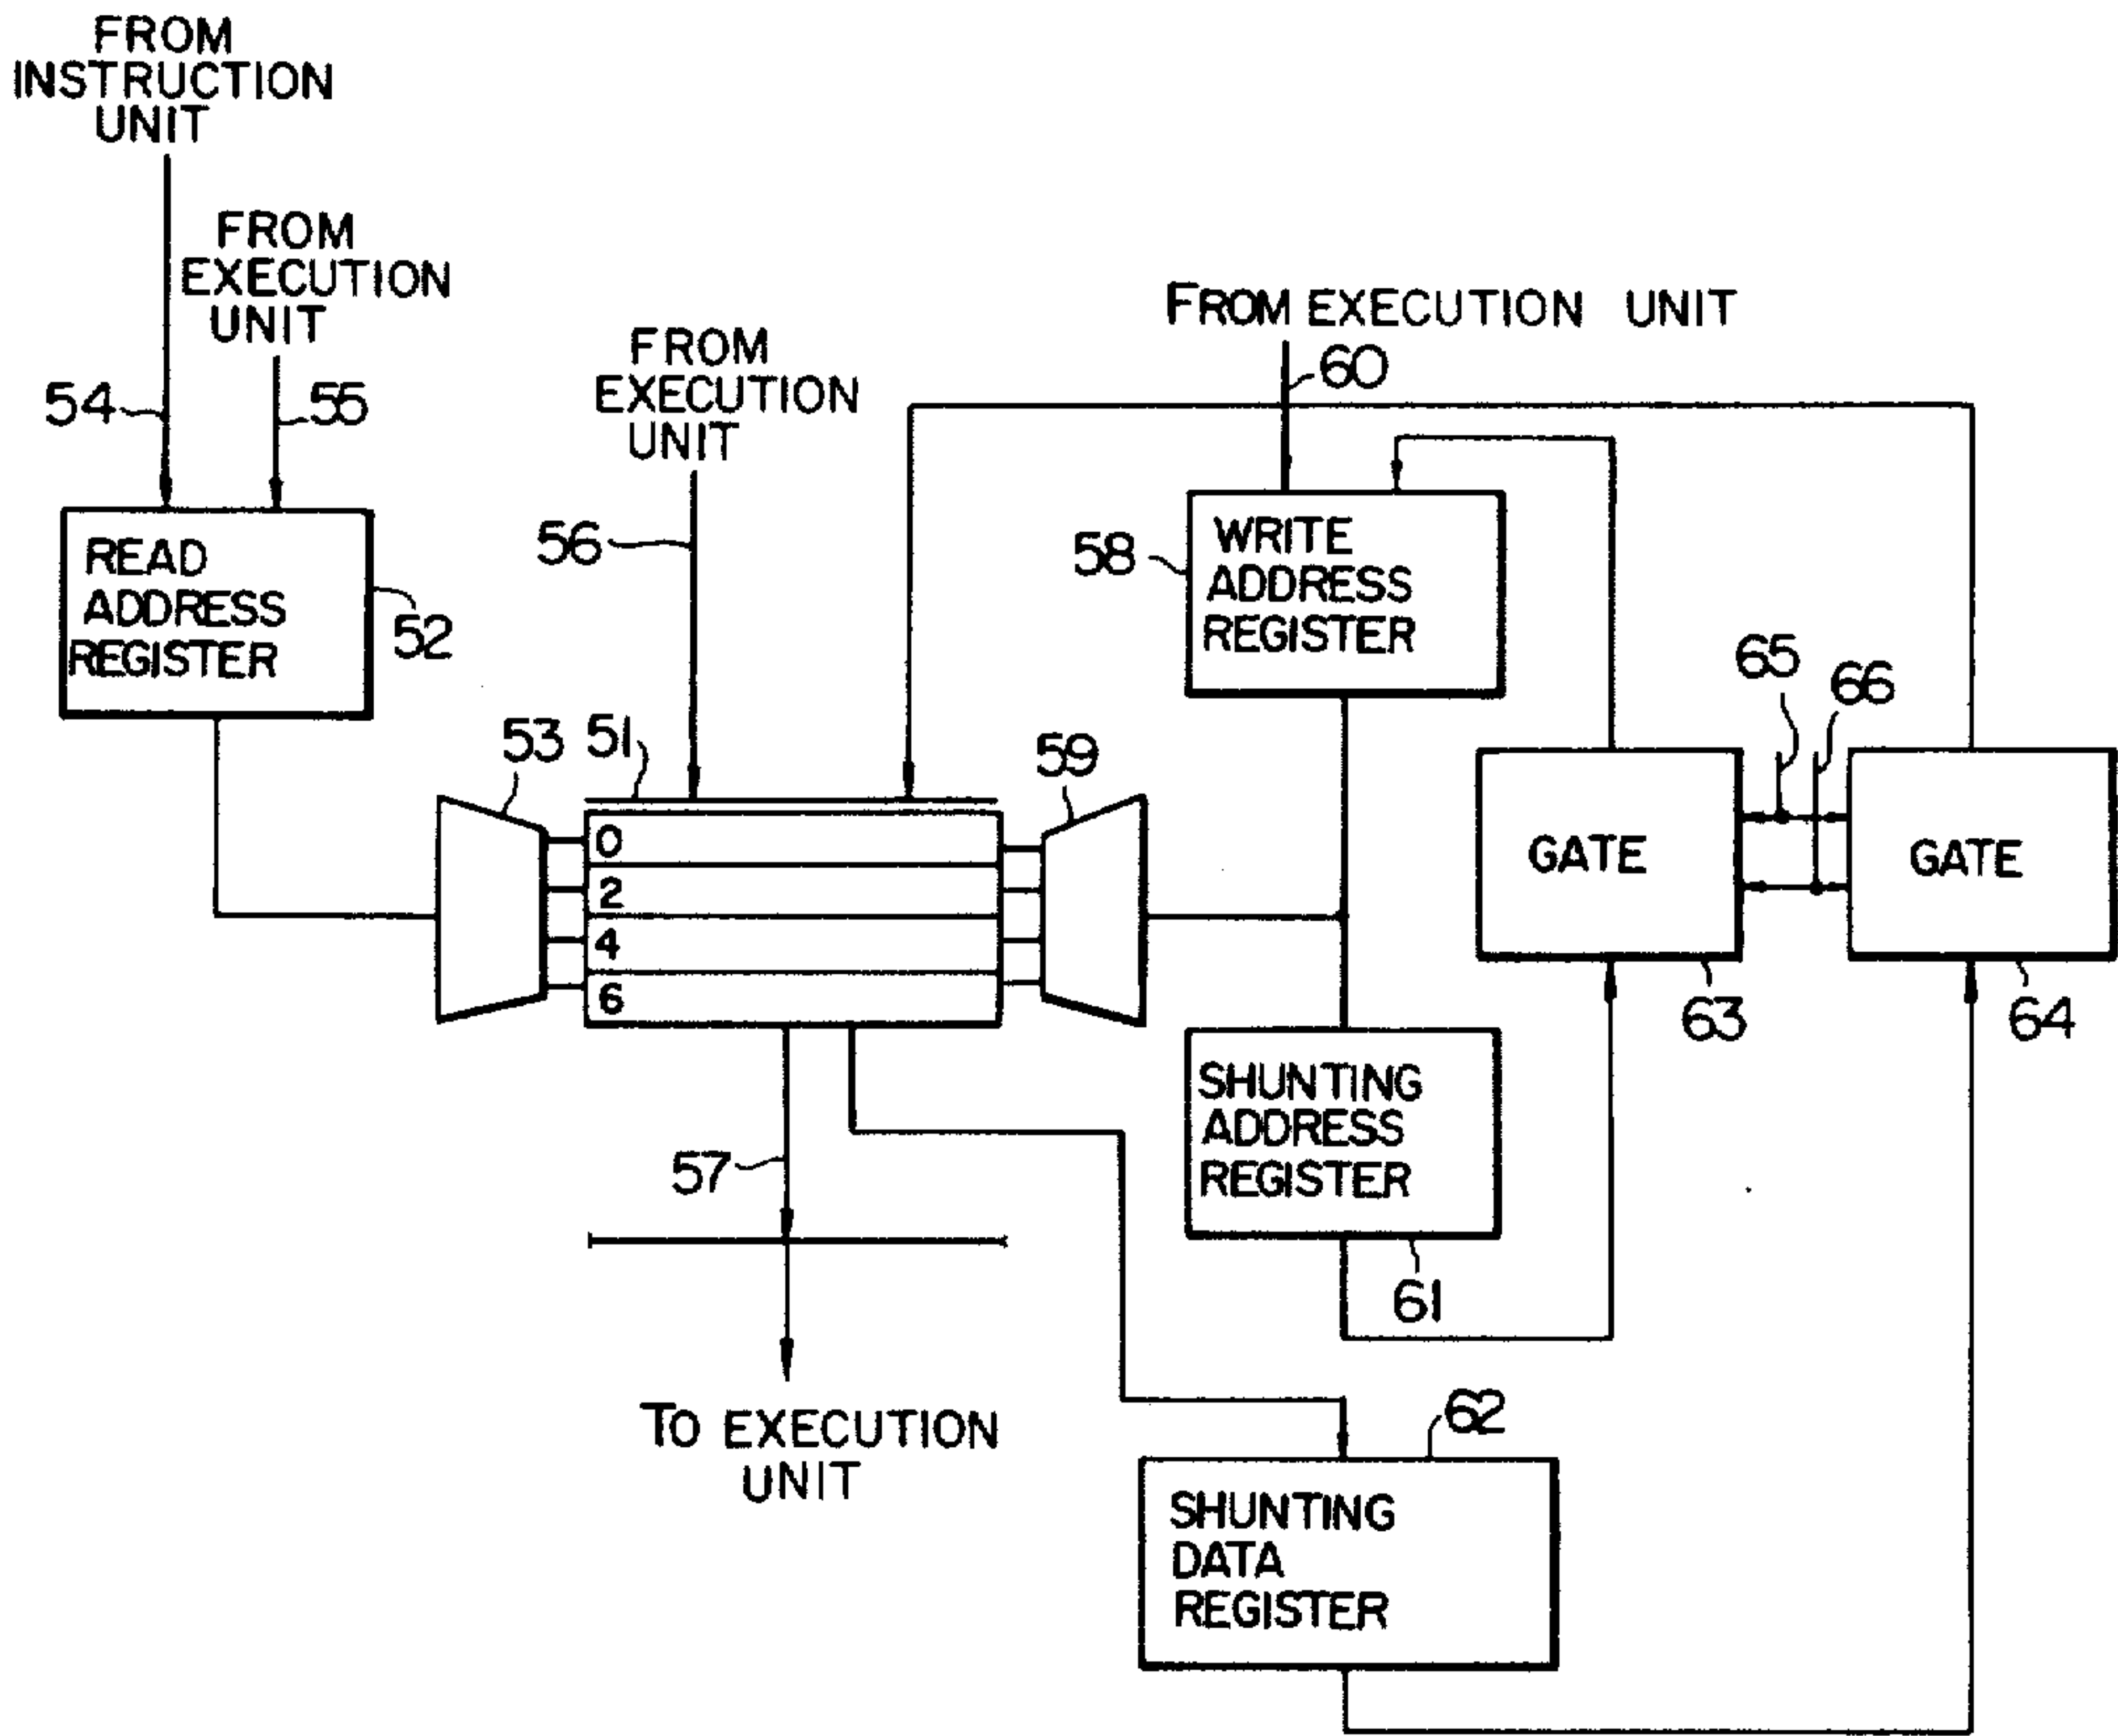 FROM
INSTRUCTION
UNIT
FROM
EXECUTION
UNIT
54
55
READ
ADDRESS
REGISTER
52
FROM
EXECUTION
UNIT
56
FROM EXECUTION UNIT
60
58
WRITE
ADDRESS
REGISTER
65
66
53
51
59
0
2
4
6
GATE
63
GATE
64
57
TO EXECUTION
UNIT
SHUNTING
ADDRESS
REGISTER
61
62
SHUNTING
DATA
REGISTER